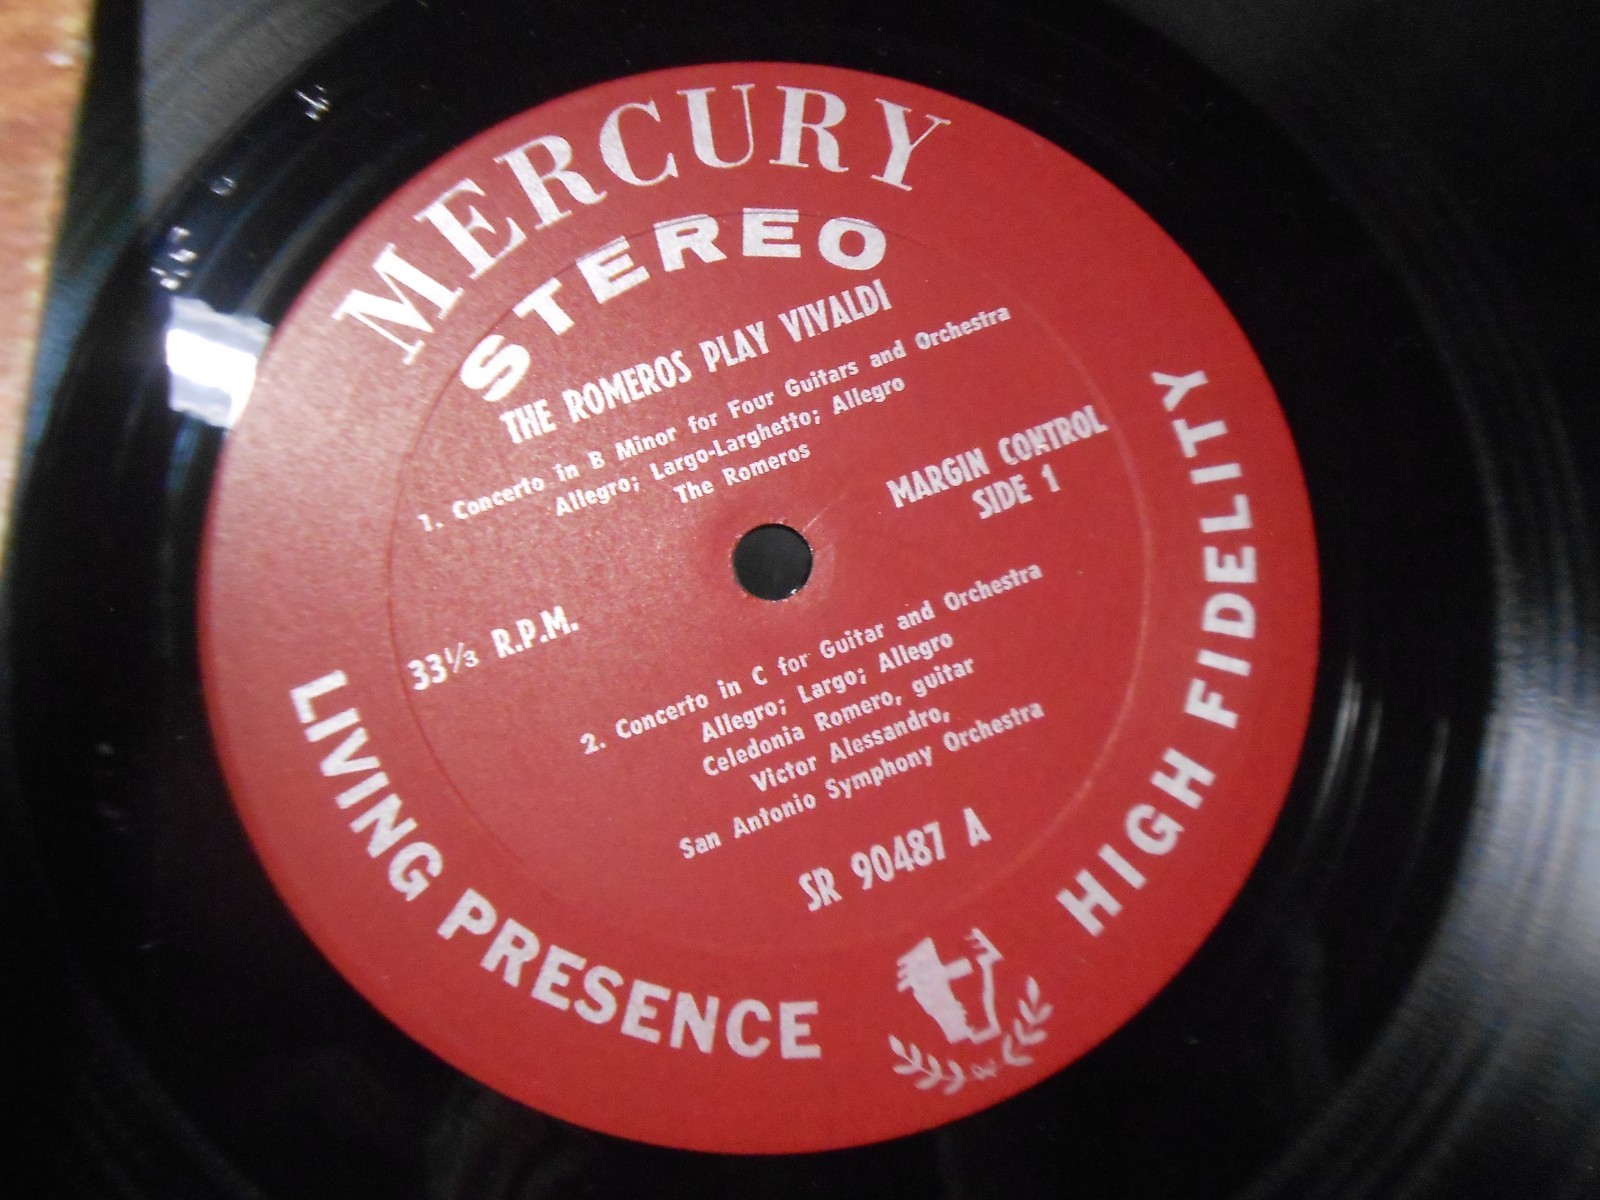 MERCURY
STEREO
THE ROMEROS PLAY VIVALDI
1. Concerto in B Minor for Four Guitars and Orchestra
Allegro; Largo-Larghetto; Allegro
The Romeros
MARGIN CONTROL
SIDE 1
33⅓ R.P.M.
2. Concerto in C for Guitar and Orchestra
Allegro; Largo; Allegro
Celedonia Romero, guitar
Victor Alessandro,
San Antonio Symphony Orchestra
SR 90487 A
LIVING PRESENCE
HIGH FIDELITY